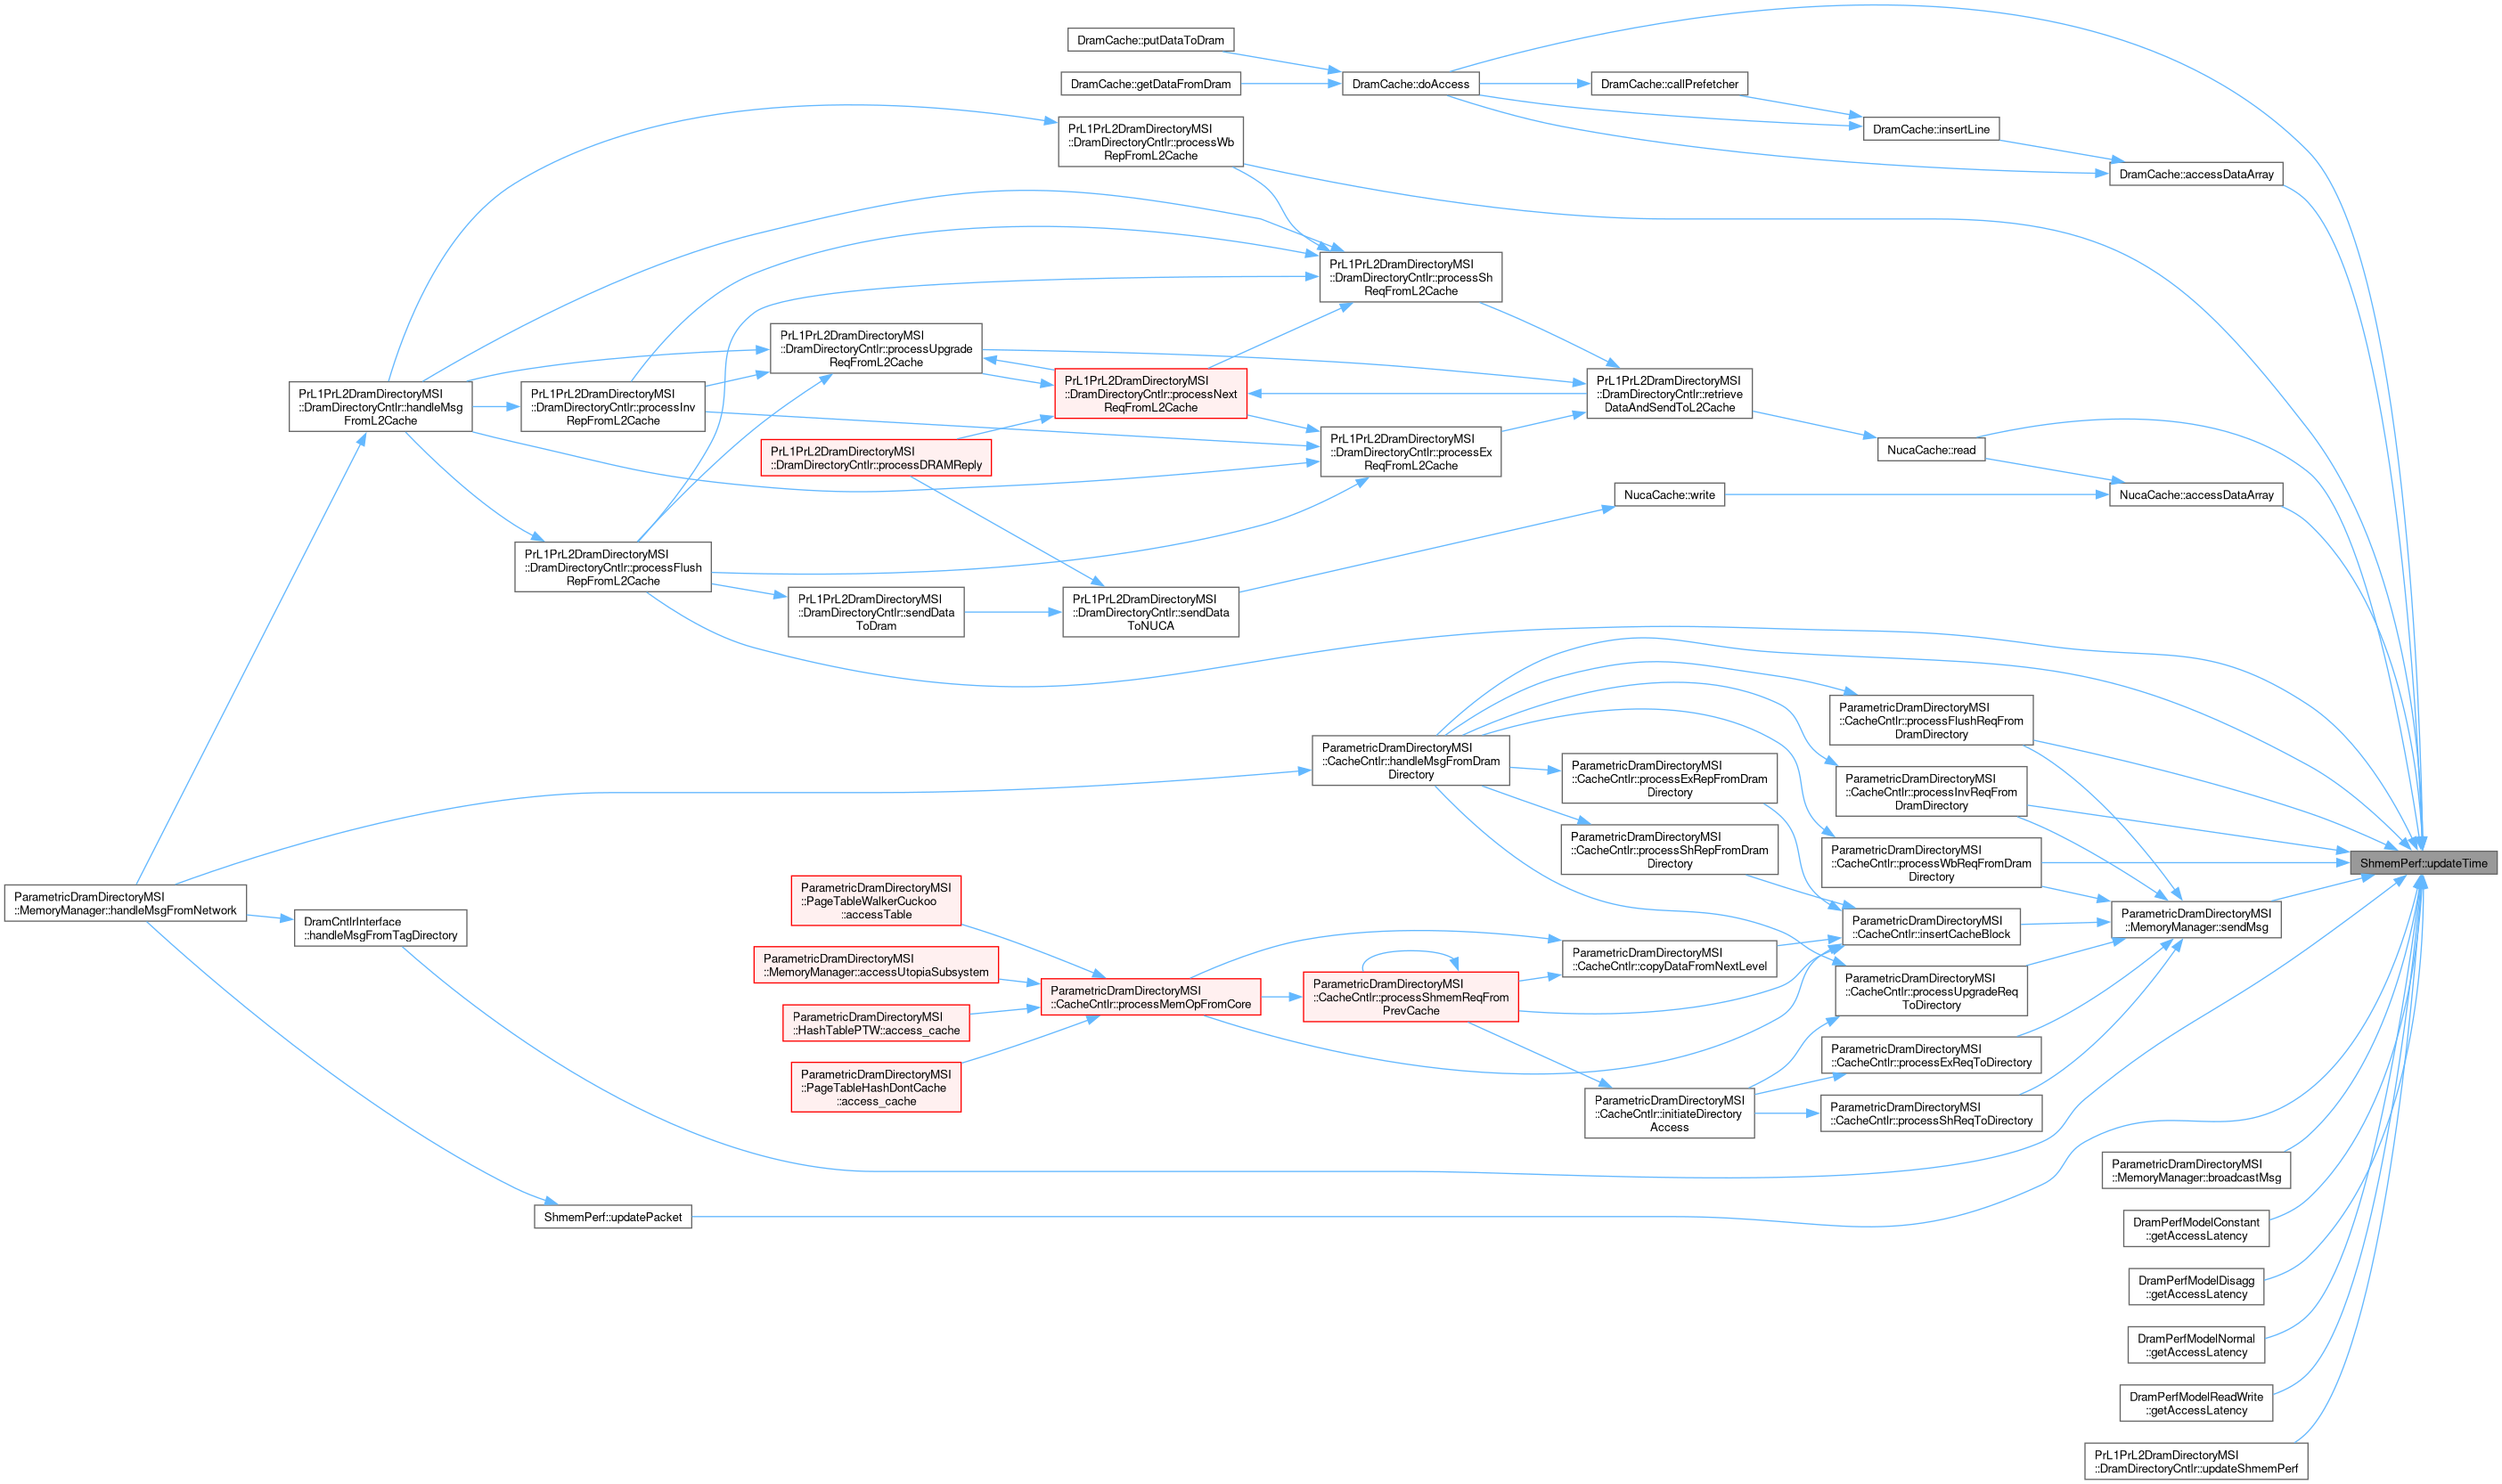 DramCache::putDataToDram
DramCache::getDataFromDram
DramCache::doAccess
DramCache::callPrefetcher
DramCache::insertLine
DramCache::accessDataArray
PrL1PrL2DramDirectoryMSI
::DramDirectoryCntlr::processWb
RepFromL2Cache
PrL1PrL2DramDirectoryMSI
::DramDirectoryCntlr::processSh
ReqFromL2Cache
PrL1PrL2DramDirectoryMSI
::DramDirectoryCntlr::processUpgrade
ReqFromL2Cache
PrL1PrL2DramDirectoryMSI
::DramDirectoryCntlr::handleMsg
FromL2Cache
PrL1PrL2DramDirectoryMSI
::DramDirectoryCntlr::processInv
RepFromL2Cache
PrL1PrL2DramDirectoryMSI
::DramDirectoryCntlr::processNext
ReqFromL2Cache
PrL1PrL2DramDirectoryMSI
::DramDirectoryCntlr::retrieve
DataAndSendToL2Cache
PrL1PrL2DramDirectoryMSI
::DramDirectoryCntlr::processDRAMReply
PrL1PrL2DramDirectoryMSI
::DramDirectoryCntlr::processEx
ReqFromL2Cache
NucaCache::read
NucaCache::write
NucaCache::accessDataArray
PrL1PrL2DramDirectoryMSI
::DramDirectoryCntlr::processFlush
RepFromL2Cache
PrL1PrL2DramDirectoryMSI
::DramDirectoryCntlr::sendData
ToDram
PrL1PrL2DramDirectoryMSI
::DramDirectoryCntlr::sendData
ToNUCA
ParametricDramDirectoryMSI
::CacheCntlr::handleMsgFromDram
Directory
ParametricDramDirectoryMSI
::CacheCntlr::processFlushReqFrom
DramDirectory
ParametricDramDirectoryMSI
::CacheCntlr::processExRepFromDram
Directory
ParametricDramDirectoryMSI
::CacheCntlr::processInvReqFrom
DramDirectory
ParametricDramDirectoryMSI
::CacheCntlr::processShRepFromDram
Directory
ParametricDramDirectoryMSI
::CacheCntlr::processWbReqFromDram
Directory
ShmemPerf::updateTime
ParametricDramDirectoryMSI
::MemoryManager::handleMsgFromNetwork
DramCntlrInterface
::handleMsgFromTagDirectory
ParametricDramDirectoryMSI
::PageTableWalkerCuckoo
::accessTable
ParametricDramDirectoryMSI
::MemoryManager::accessUtopiaSubsystem
ParametricDramDirectoryMSI
::HashTablePTW::access_cache
ParametricDramDirectoryMSI
::PageTableHashDontCache
::access_cache
ParametricDramDirectoryMSI
::CacheCntlr::processMemOpFromCore
ParametricDramDirectoryMSI
::CacheCntlr::processShmemReqFrom
PrevCache
ParametricDramDirectoryMSI
::CacheCntlr::copyDataFromNextLevel
ParametricDramDirectoryMSI
::CacheCntlr::insertCacheBlock
ParametricDramDirectoryMSI
::MemoryManager::sendMsg
ParametricDramDirectoryMSI
::CacheCntlr::processUpgradeReq
ToDirectory
ParametricDramDirectoryMSI
::CacheCntlr::processExReqToDirectory
ParametricDramDirectoryMSI
::CacheCntlr::initiateDirectory
Access
ParametricDramDirectoryMSI
::CacheCntlr::processShReqToDirectory
ShmemPerf::updatePacket
ParametricDramDirectoryMSI
::MemoryManager::broadcastMsg
DramPerfModelConstant
::getAccessLatency
DramPerfModelDisagg
::getAccessLatency
DramPerfModelNormal
::getAccessLatency
DramPerfModelReadWrite
::getAccessLatency
PrL1PrL2DramDirectoryMSI
::DramDirectoryCntlr::updateShmemPerf